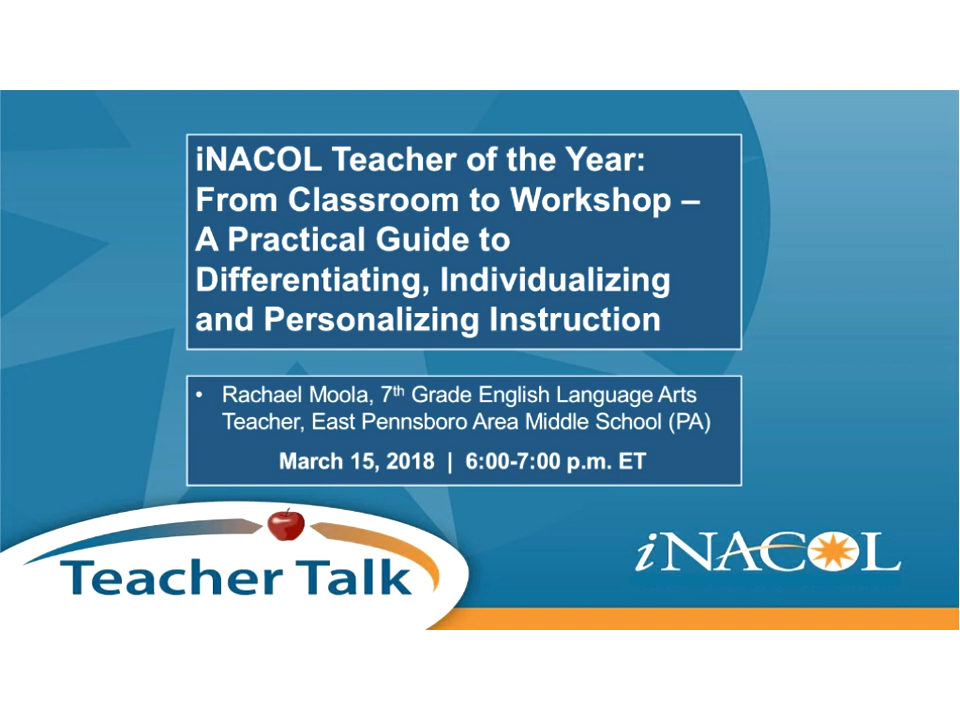 iNACOL Teacher of the Year:
From Classroom to Workshop –
A Practical Guide to
Differentiating, Individualizing
and Personalizing Instruction
• Rachael Moola, 7th Grade English Language Arts
Teacher, East Pennsboro Area Middle School (PA)
March 15, 2018 | 6:00-7:00 p.m. ET
Teacher Talk
iNACOL